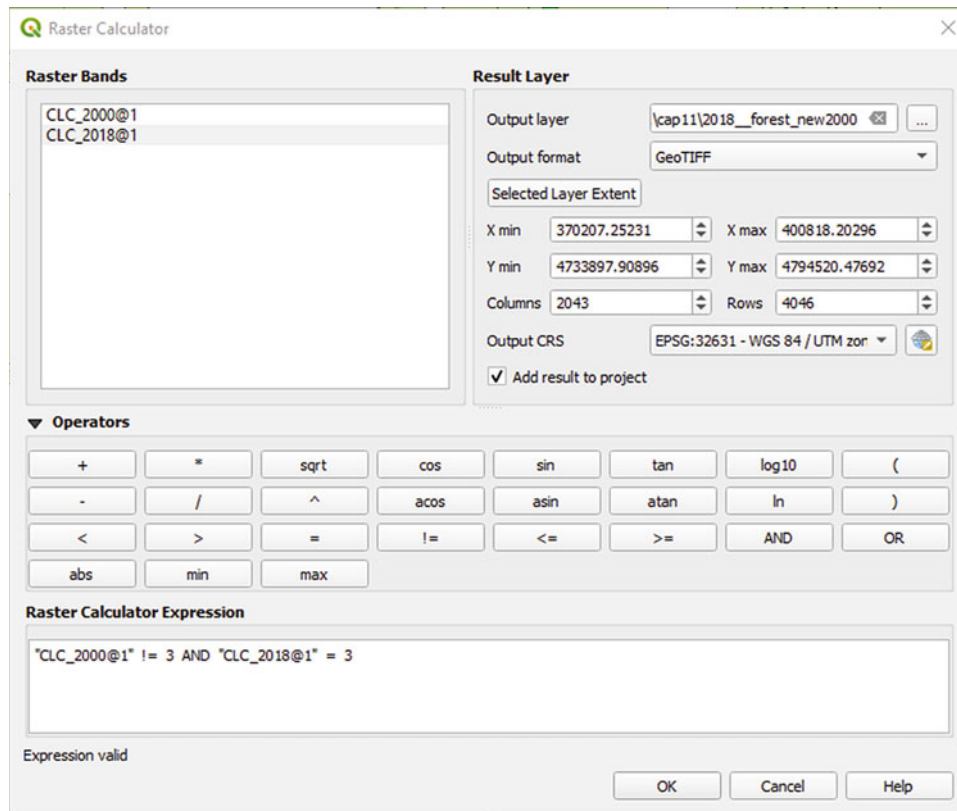 Raster Calculator
Raster Bands
CLC_2000@1
CLC_2018@1
Result Layer
Output layer \cap11\2018__forest_new2000 ...
Output format GeoTIFF
Selected Layer Extent
X min 370207.25231 X max 400818.20296
Y min 4733897.90896 Y max 4794520.47692
Columns 2043 Rows 4046
Output CRS EPSG:32631 - WGS 84 / UTM zor
Add result to project
Operators
+ * sqrt cos sin tan log10 (
- / ^ acos asin atan ln )
< > = != <= >= AND OR
abs min max
Raster Calculator Expression
"CLC_2000@1" != 3 AND "CLC_2018@1" = 3
Expression valid
OK Cancel Help